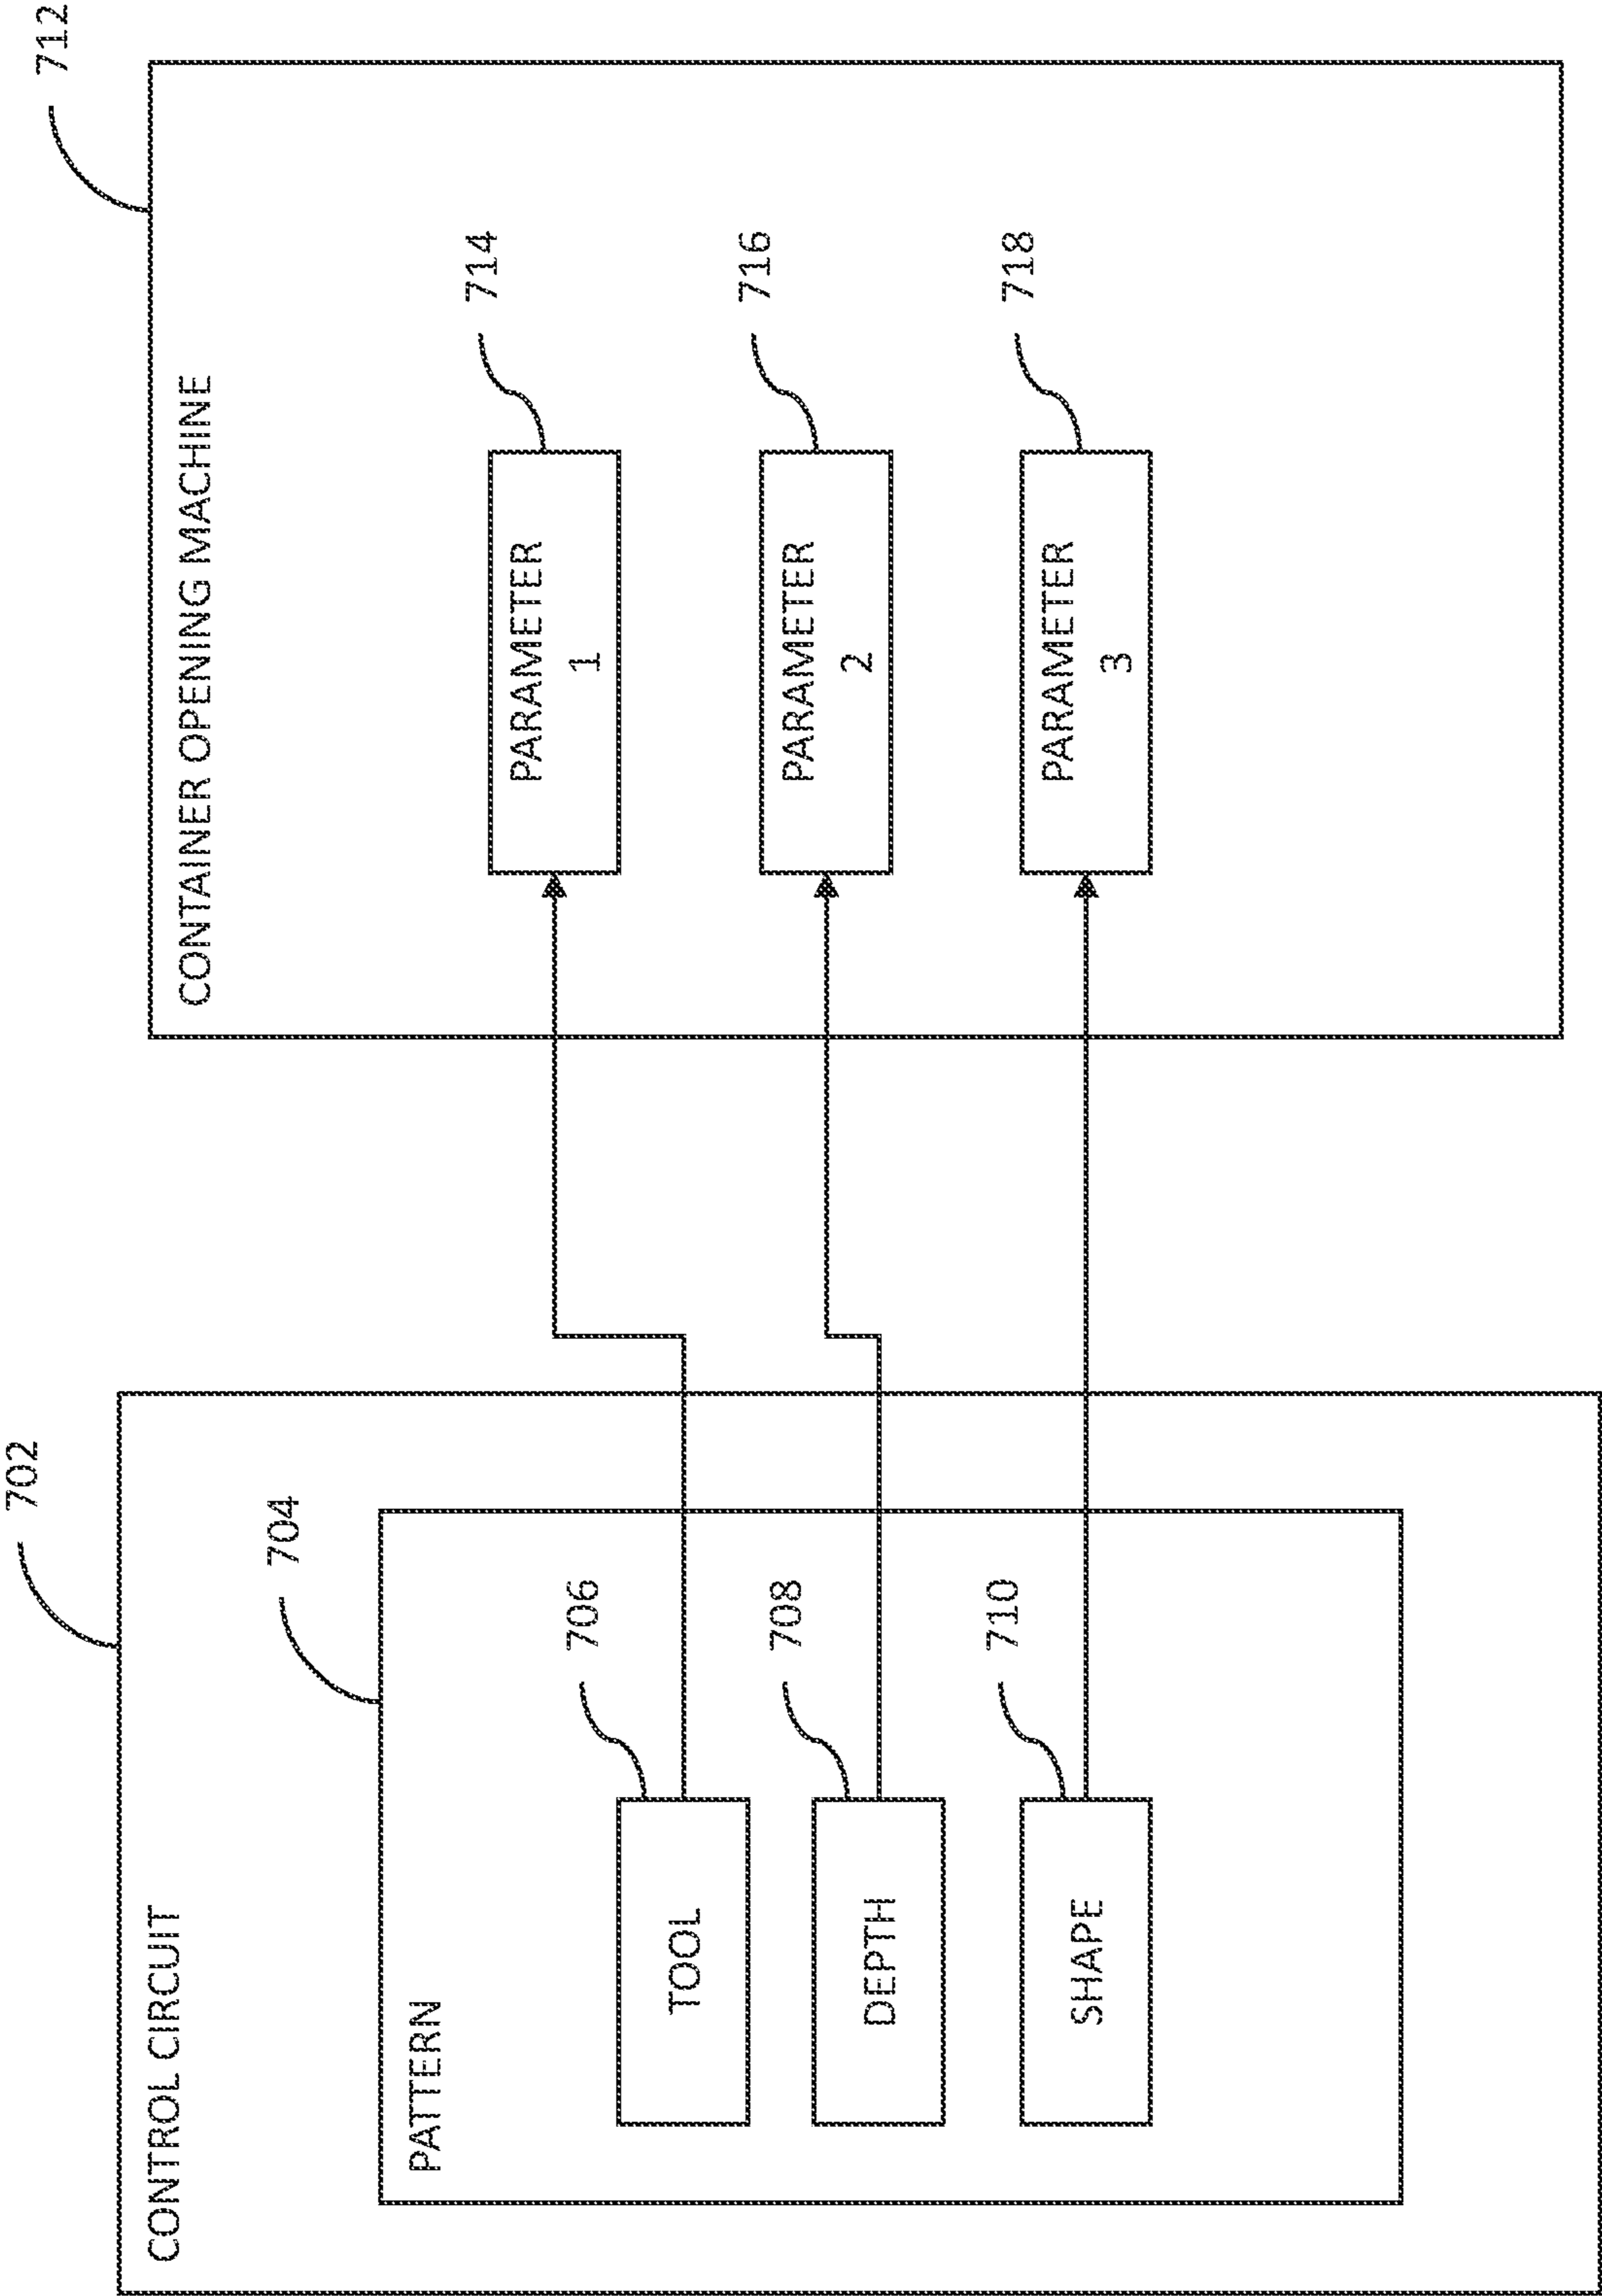 702
CONTROL CIRCUIT
704
PATTERN
706
TOOL
708
DEPTH
710
SHAPE
712
CONTAINER OPENING MACHINE
714
PARAMETER
1
716
PARAMETER
2
718
PARAMETER
3